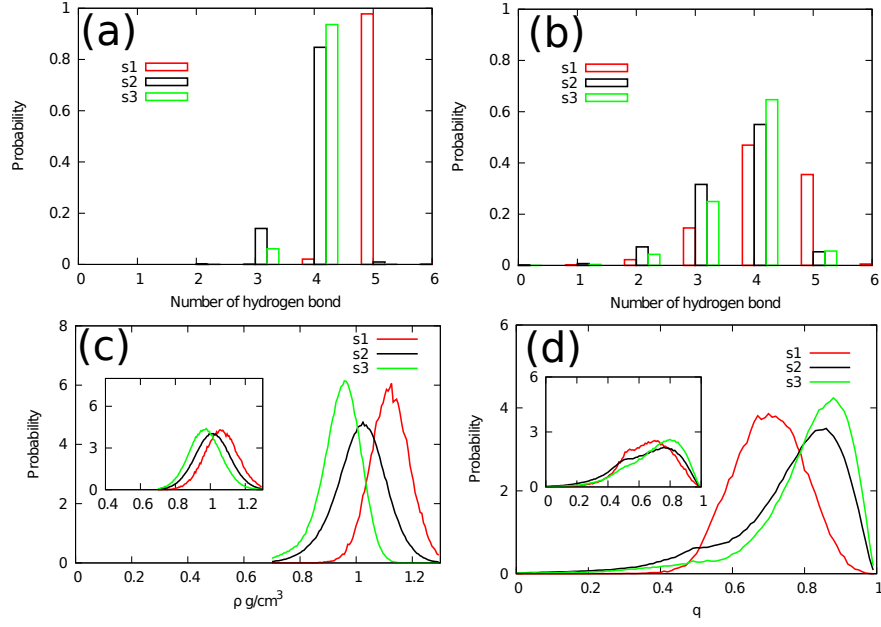 (a)
s1
s2
s3
Probability
1
0.8
0.6
0.4
0.2
0
0 1 2 3 4 5 6
Number of hydrogen bond
(b)
s1
s2
s3
Probability
1
0.8
0.6
0.4
0.2
0
0 1 2 3 4 5 6
Number of hydrogen bond
(c)
s1
s2
s3
Probability
8
6
4
2
0
0 0.2 0.4 0.6 0.8 1 1.2
ρ g/cm³
6
3
0
0.4 0.6 0.8 1 1.2
(d)
s1
s2
s3
Probability
6
4
2
0
0 0.2 0.4 0.6 0.8 1
q
6
3
0
0 0.2 0.4 0.6 0.8 1